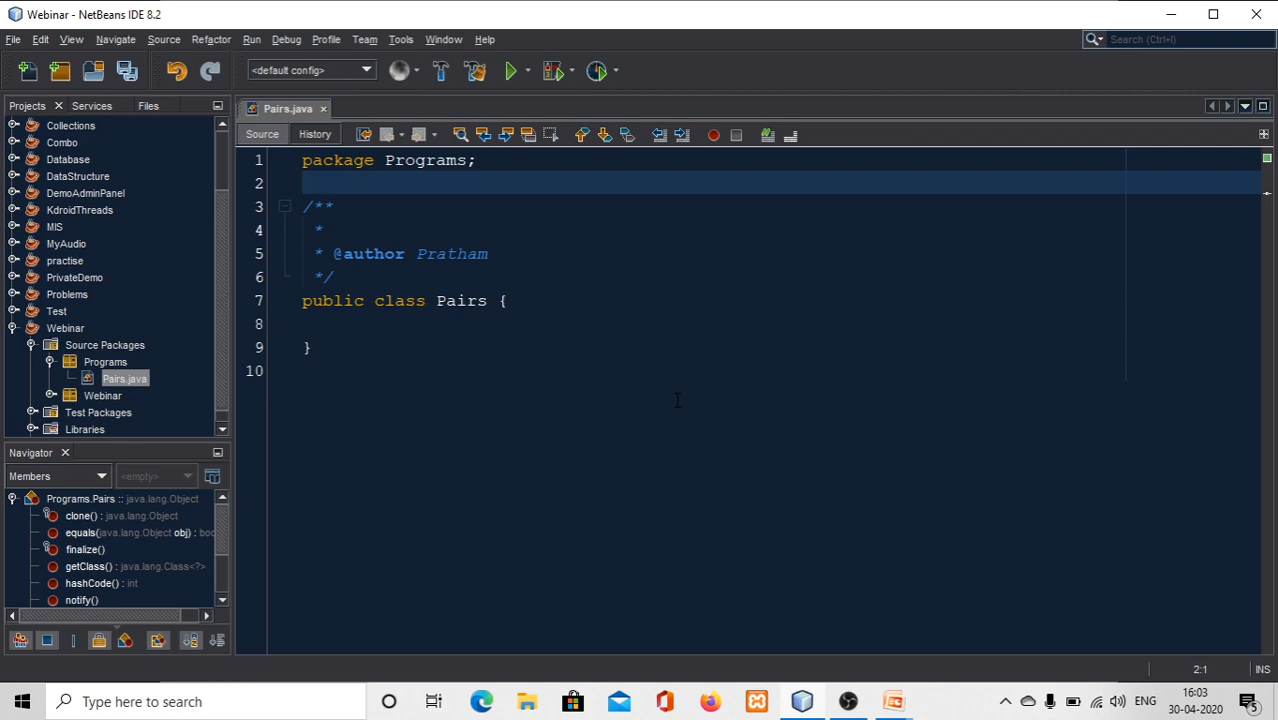 Webinar - NetBeans IDE 8.2
File Edit View Navigate Source Refactor Run Debug Profile Team Tools Window Help
Search (Ctrl+I)
<default config>
Projects Services Files
Pairs.java
Source History
Collections
Combo
Database
DataStructure
DemoAdminPanel
KdroidThreads
MIS
MyAudio
practise
PrivateDemo
Problems
Test
Webinar
Source Packages
Programs
Pairs.java
Webinar
Test Packages
Libraries
1 package Programs;
2
3 /**
4 *
5 * @author Pratham
6 */
7 public class Pairs {
8
9 }
10
Navigator
Members <empty>
Programs.Pairs :: java.lang.Object
clone() : java.lang.Object
equals(java.lang.Object obj) : boo
finalize()
getClass() : java.lang.Class<?>
hashCode() : int
notify()
2:1 INS
Type here to search
ENG
16:03
30-04-2020
5